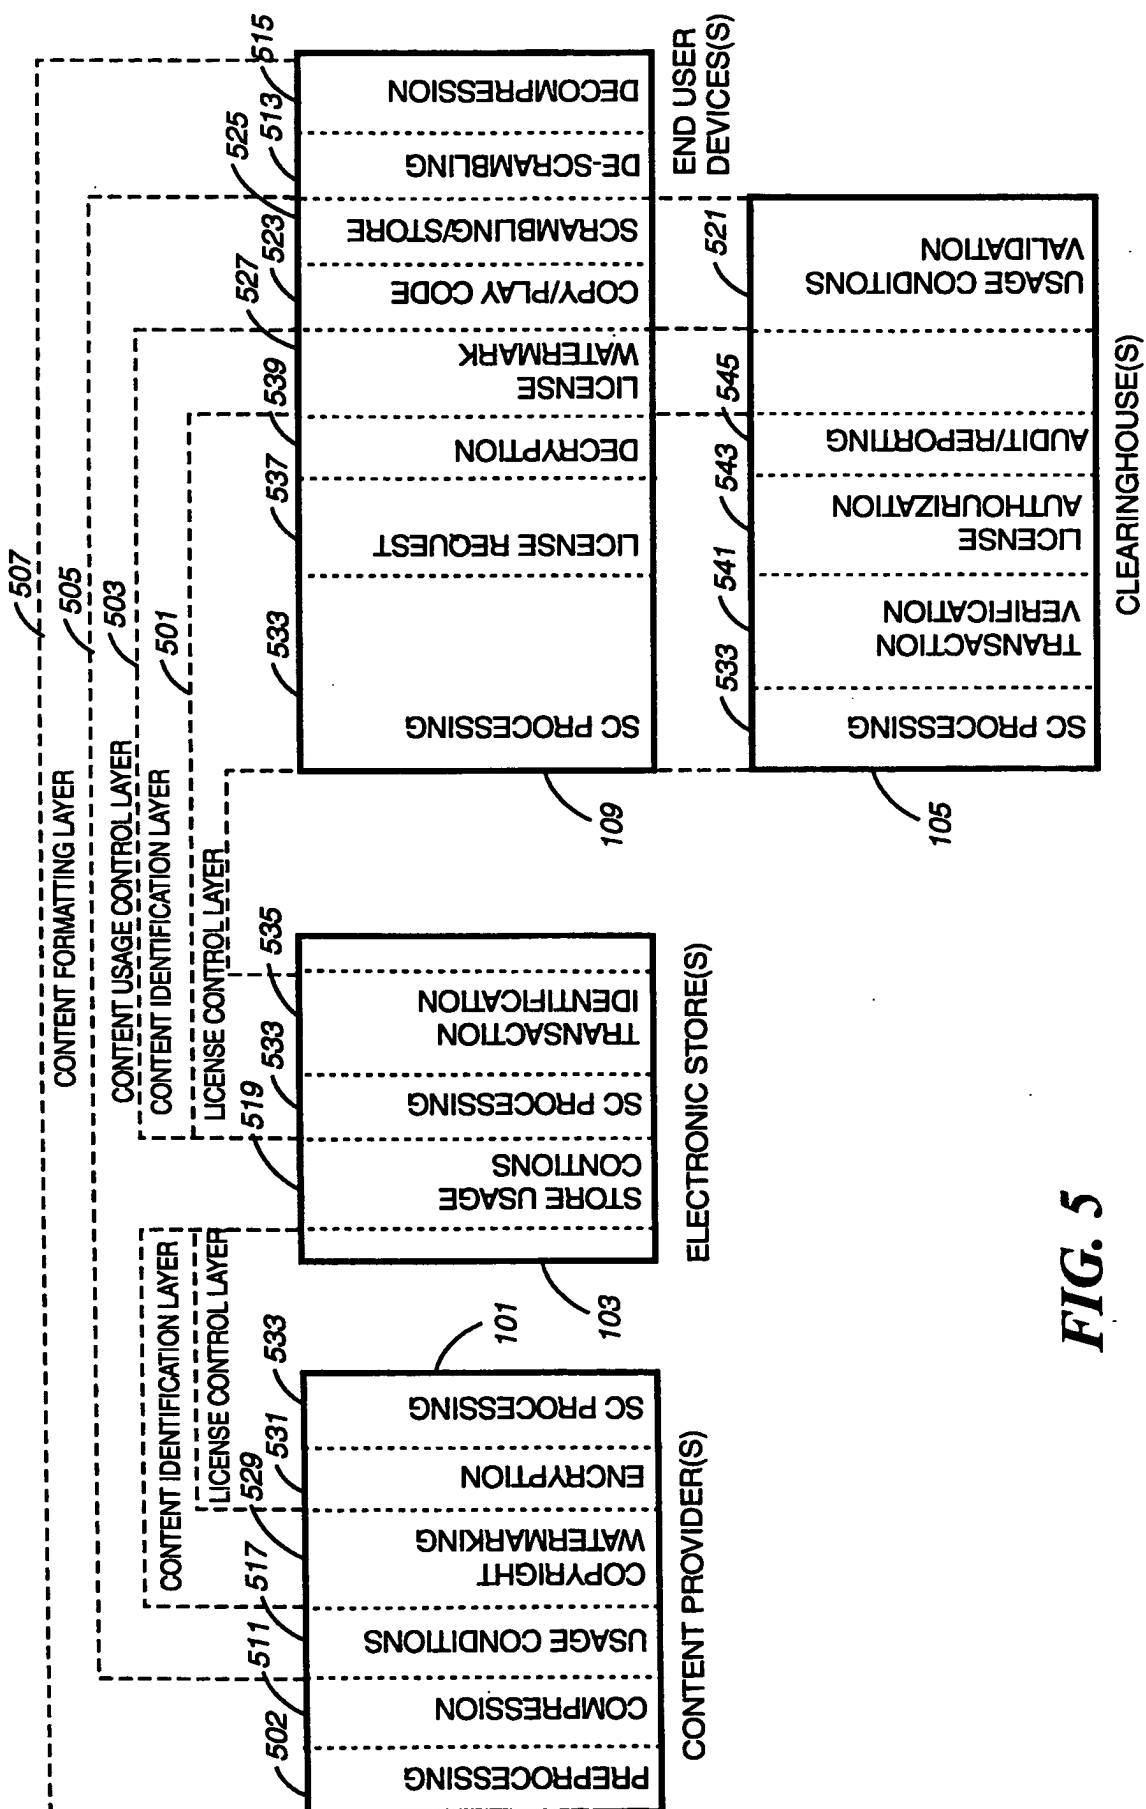 507
CONTENT FORMATTING LAYER
505
CONTENT USAGE CONTROL LAYER
503
CONTENT IDENTIFICATION LAYER
501
LICENSE CONTROL LAYER
CONTENT IDENTIFICATION LAYER
LICENSE CONTROL LAYER
502
511
517
529
531
533
PREPROCESSING
COMPRESSION
USAGE CONDITIONS
COPYRIGHT
WATERMARKING
ENCRYPTION
SC PROCESSING
101
CONTENT PROVIDER(S)
519
533
535
STORE USAGE
CONTIONS
SC PROCESSING
TRANSACTION
IDENTIFICATION
103
ELECTRONIC STORE(S)
533
537
539
527
523
525
513
515
SC PROCESSING
LICENSE REQUEST
DECRYPTION
LICENSE
WATERMARK
COPY/PLAY CODE
SCRAMBLING/STORE
DE-SCRAMBLING
DECOMPRESSION
109
END USER
DEVICES(S)
533
541
543
545
521
SC PROCESSING
TRANSACTION
VERIFICATION
LICENSE
AUTHOURIZATION
AUDIT/REPORTING
USAGE CONDITONS
VALIDATION
105
CLEARINGHOUSE(S)
FIG. 5